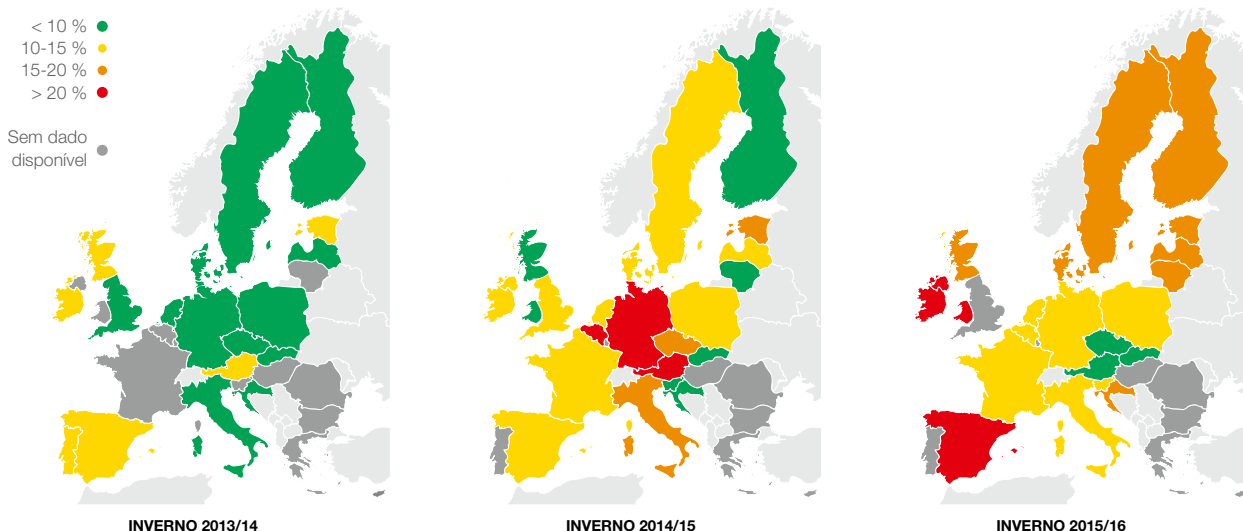 < 10 %
10-15 %
15-20 %
> 20 %
Sem dado
disponível
INVERNO 2013/14
INVERNO 2014/15
INVERNO 2015/16